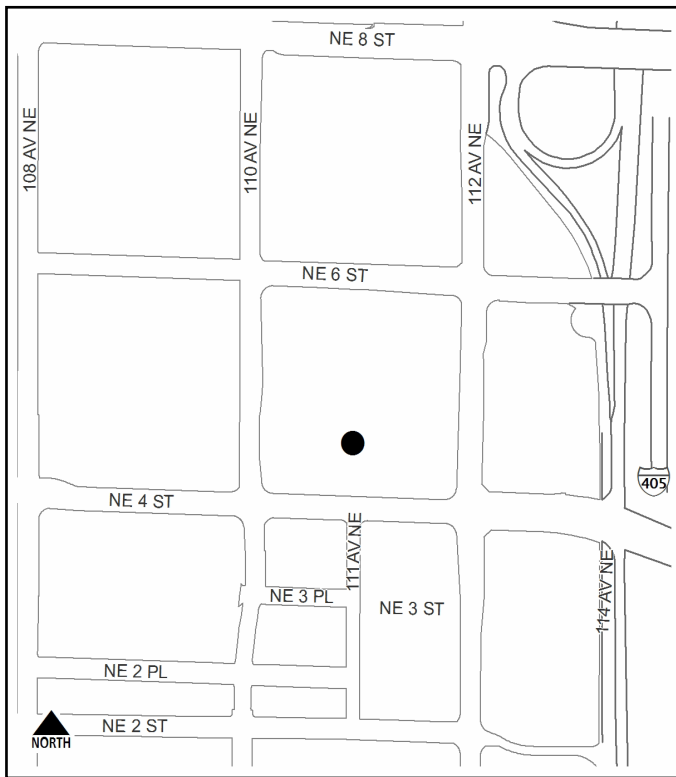 NE 8 ST
108 AV NE
110 AV NE
112 AV NE
NE 6 ST
405
NE 4 ST
111 AV NE
NE 3 PL
NE 3 ST
114 AV NE
NE 2 PL
NE 2 ST
NORTH